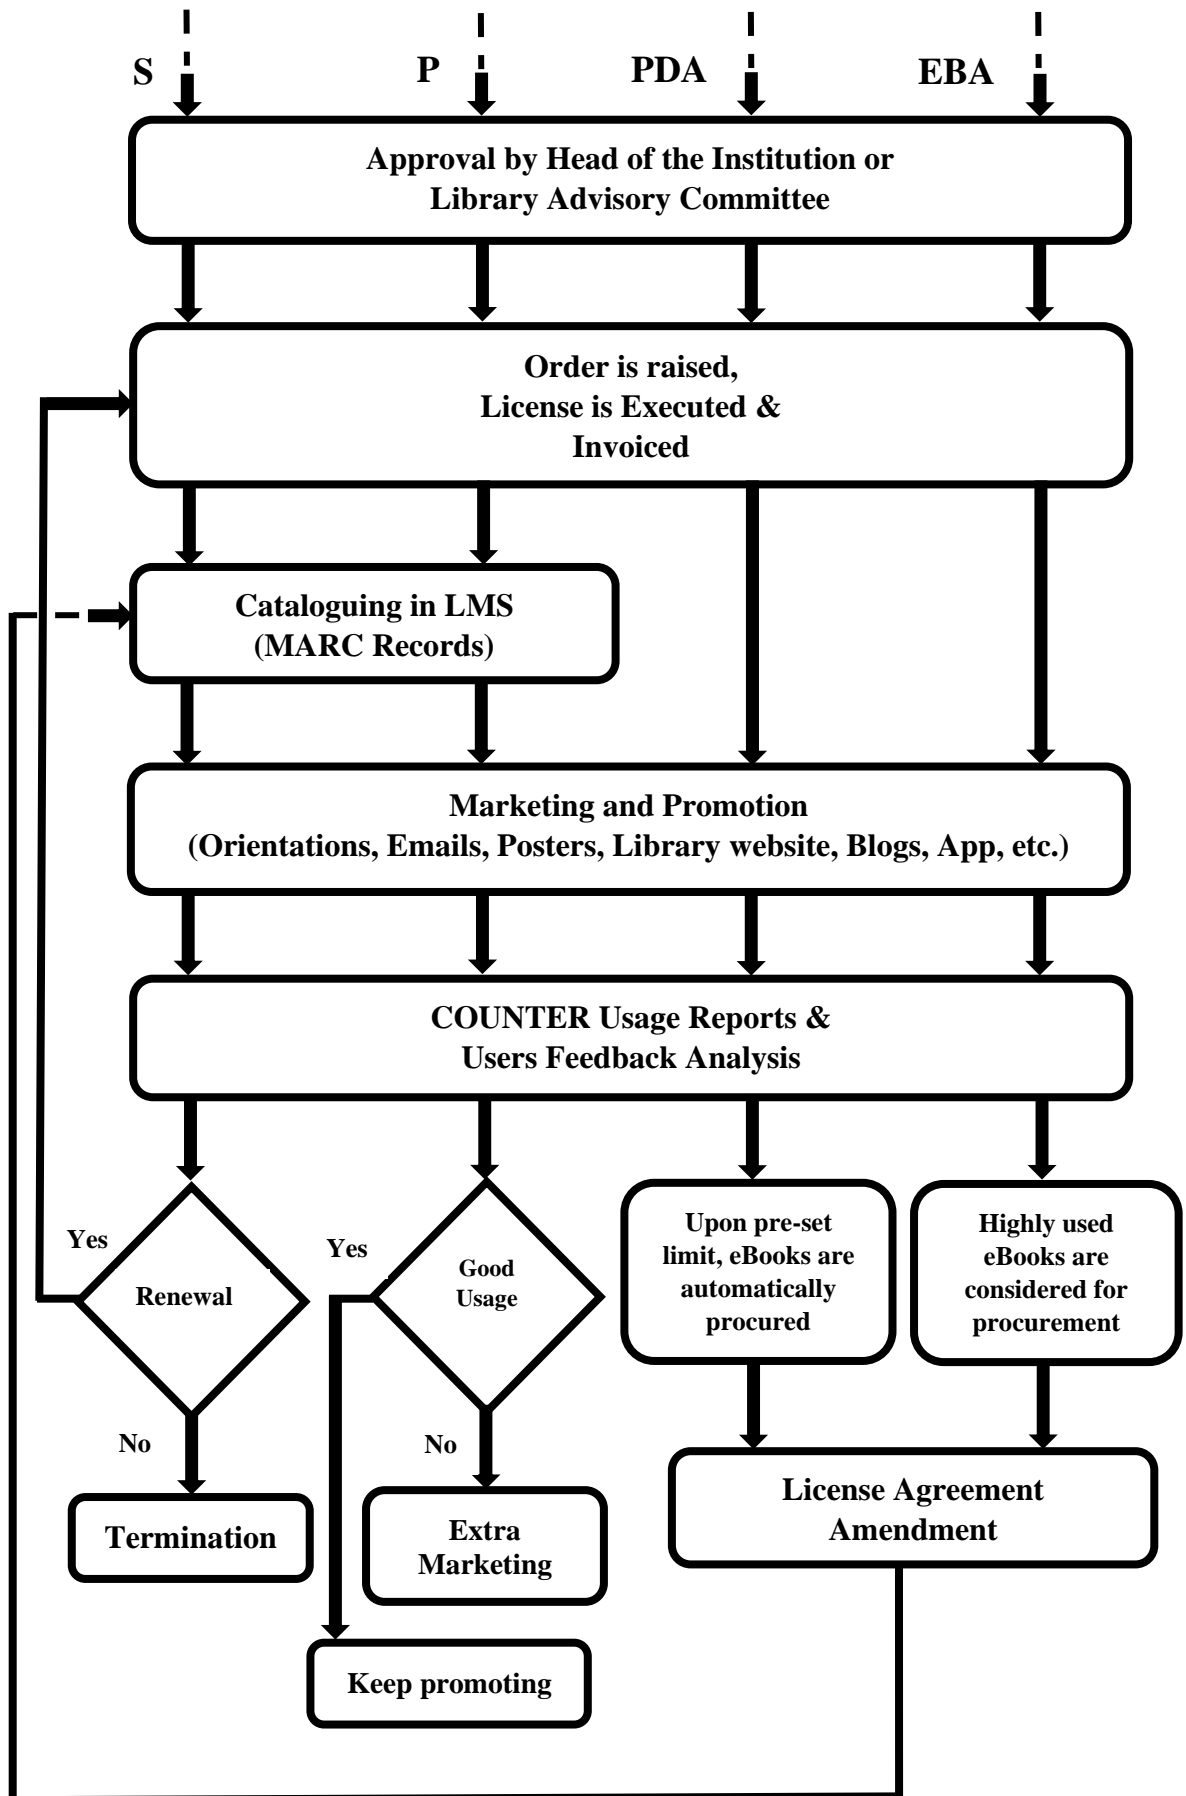 S
P
PDA
EBA
Approval by Head of the Institution or
Library Advisory Committee
Order is raised,
License is Executed &
Invoiced
Cataloguing in LMS
(MARC Records)
Marketing and Promotion
(Orientations, Emails, Posters, Library website, Blogs, App, etc.)
COUNTER Usage Reports &
Users Feedback Analysis
Yes
Renewal
No
Termination
Yes
Good
Usage
No
Extra
Marketing
Keep promoting
Upon pre-set
limit, eBooks are
automatically
procured
Highly used
eBooks are
considered for
procurement
License Agreement
Amendment